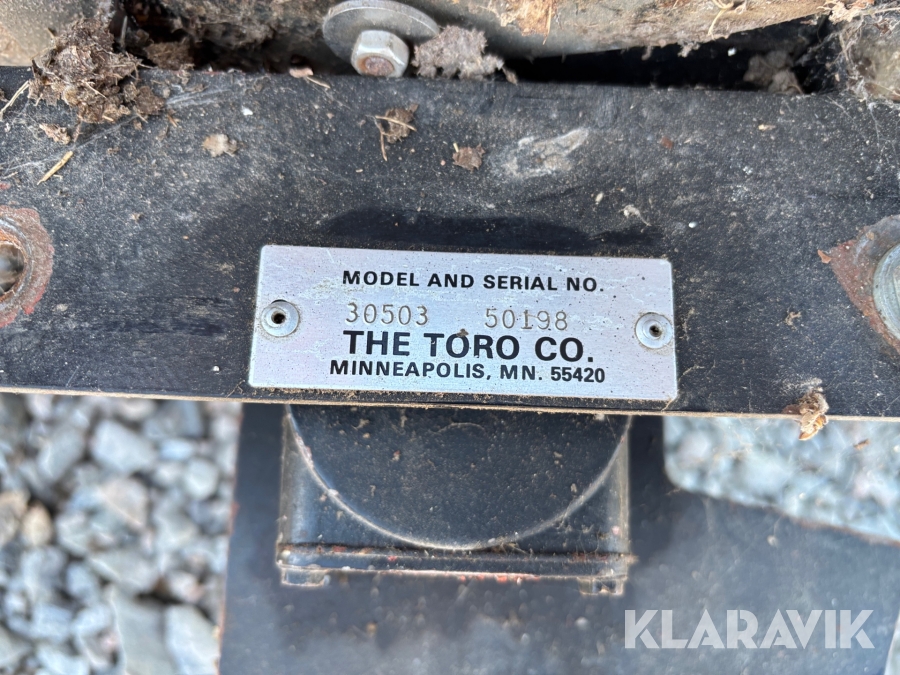 MODEL AND SERIAL NO.
30503 50198
THE TORO CO.
MINNEAPOLIS, MN. 55420
KLARAVIK